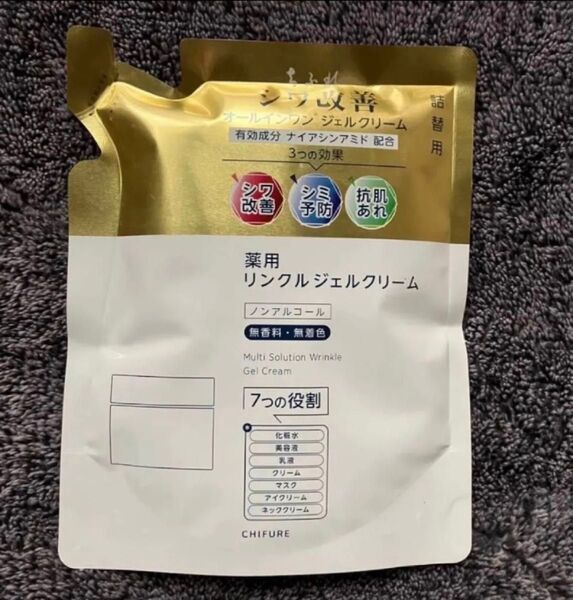 ちふれ
シワ改善
オールインワン ジェルクリーム
詰替用
有効成分 ナイアシンアミド 配合
3つの効果
シワ
改善
シミ
予防
抗肌
あれ
薬用
リンクル ジェルクリーム
ノンアルコール
無香料・無着色
Multi Solution Wrinkle
Gel Cream
7つの役割
化粧水
美容液
乳液
クリーム
マスク
アイクリーム
ネッククリーム
CHIFURE